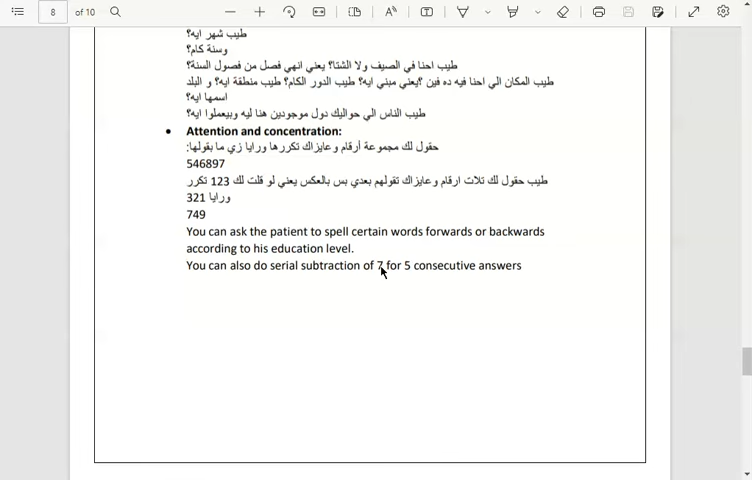 8 of 10
طيب شهر ايه؟
وسنة كام؟
طيب احنا في الصيف ولا الشتا؟ يعني انهي فصل من فصول السنة؟
طيب المكان الي احنا فيه ده فين ؟يعني مبني ايه؟ طيب الدور الكام؟ طيب منطقة ايه؟ و البلد
اسمها ايه؟
طيب الناس الي حواليك دول موجودين هنا ليه وبيعملوا ايه؟
• Attention and concentration:
حقول لك مجموعة أرقام وعايزاك تكررها ورايا زي ما بقولها:
546897
طيب حقول لك تلات ارقام وعايزاك تقولهم بعدي بس بالعكس يعني لو قلت لك 123 تكرر
ورايا 321
749
You can ask the patient to spell certain words forwards or backwards
according to his education level.
You can also do serial subtraction of 7 for 5 consecutive answers